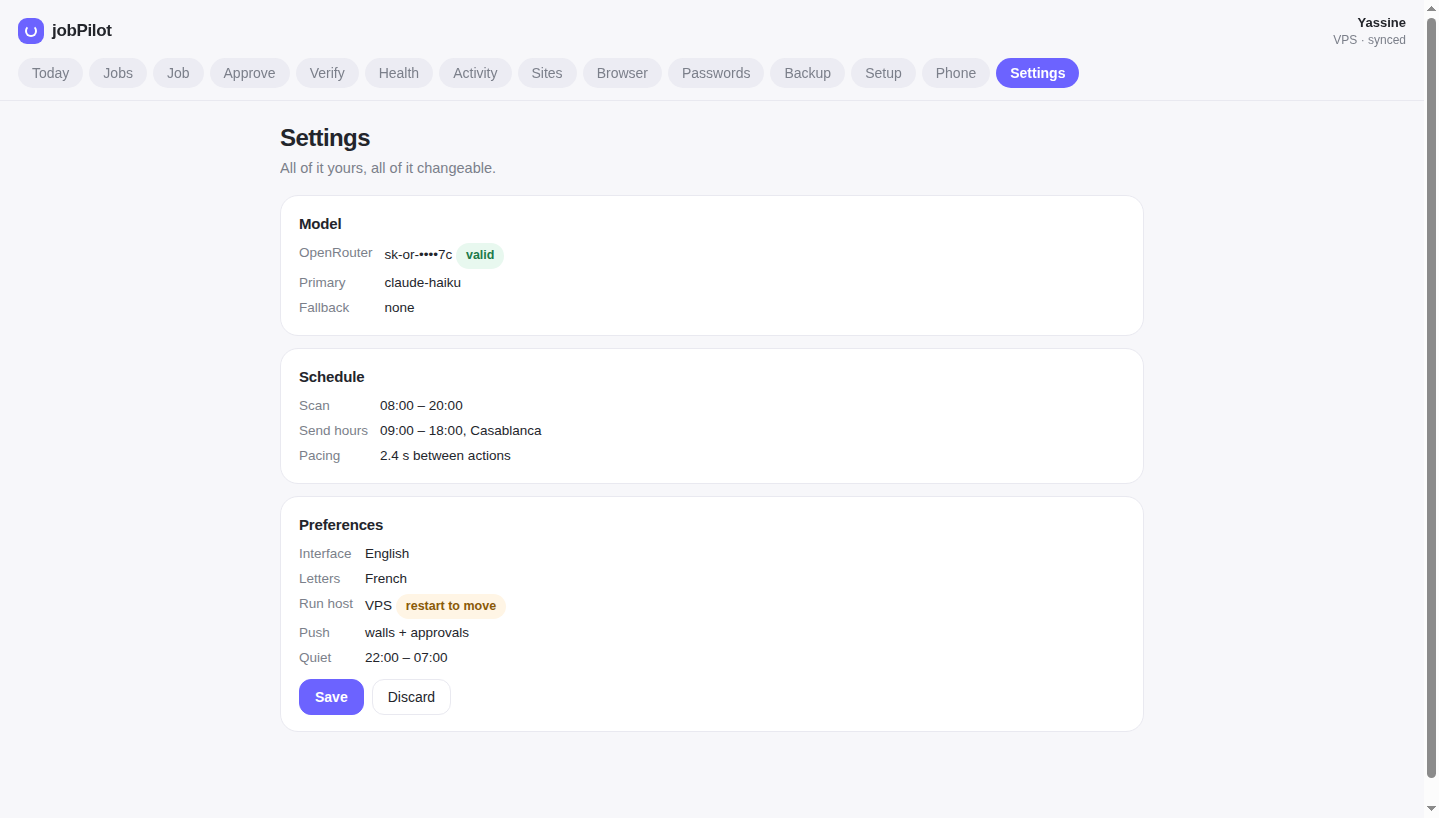 jobPilot
Yassine
VPS · synced
Today Jobs Job Approve Verify Health Activity Sites Browser Passwords Backup Setup Phone Settings
Settings
All of it yours, all of it changeable.
Model
OpenRouter sk-or-••••7c valid
Primary claude-haiku
Fallback none
Schedule
Scan 08:00 – 20:00
Send hours 09:00 – 18:00, Casablanca
Pacing 2.4 s between actions
Preferences
Interface English
Letters French
Run host VPS restart to move
Push walls + approvals
Quiet 22:00 – 07:00
Save Discard